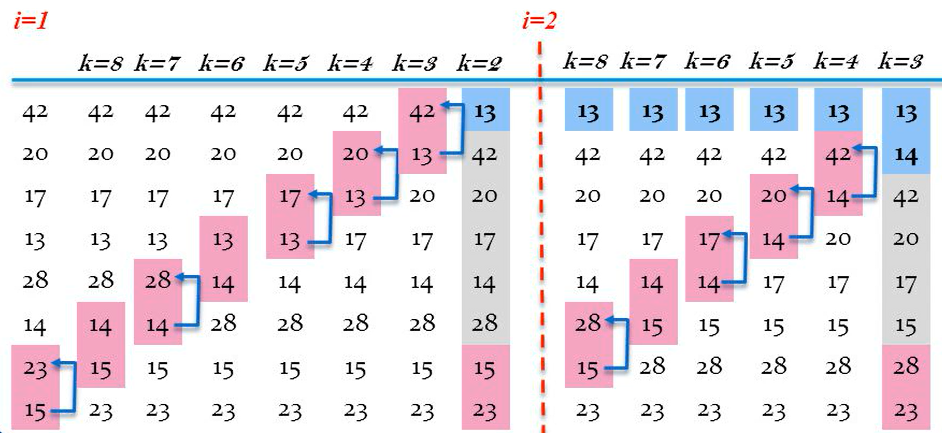 i=1 i=2
k=8 k=7 k=6 k=5 k=4 k=3 k=2 k=8 k=7 k=6 k=5 k=4 k=3
42 42 42 42 42 42 42 13 13 13 13 13 13 13
20 20 20 20 20 20 13 42 42 42 42 42 42 14
17 17 17 17 17 13 20 20 20 20 20 20 14 42
13 13 13 13 13 17 17 17 17 17 17 14 20 20
28 28 28 14 14 14 14 14 14 14 14 17 17 17
14 14 14 28 28 28 28 28 28 15 15 15 15 15
23 15 15 15 15 15 15 15 15 28 28 28 28 28
15 23 23 23 23 23 23 23 23 23 23 23 23 23